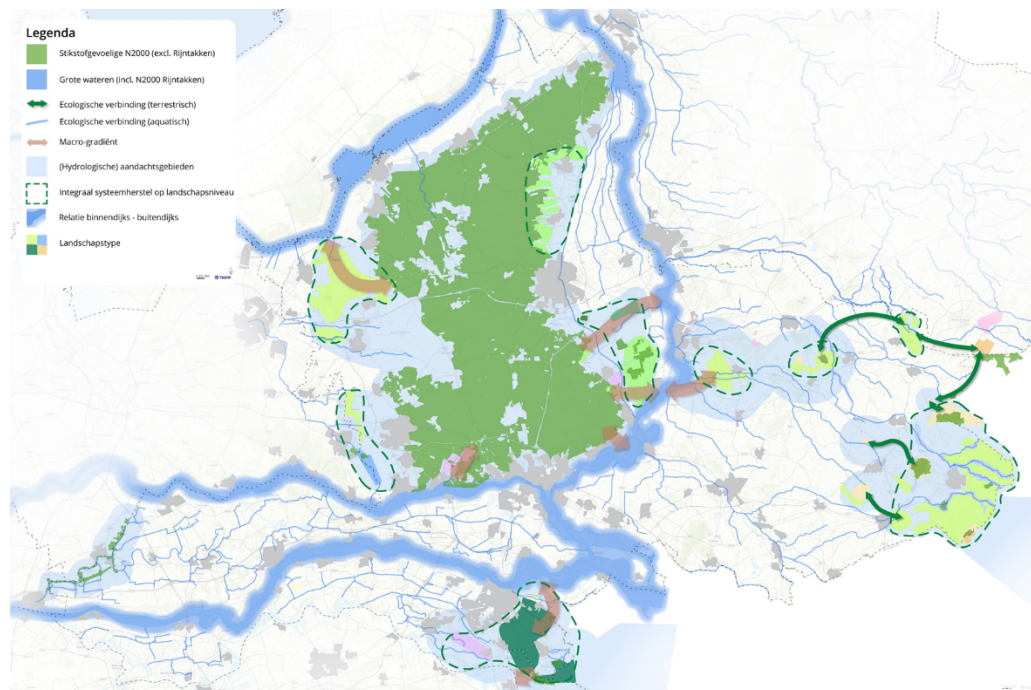 Legenda
Stikstofgevoelige N2000 (excl. Rijntakken)
Grote wateren (incl. N2000 Rijntakken)
Ecologische verbinding (terrestrisch)
Ecologische verbinding (aquatisch)
Macro-gradiënt
(Hydrologische) aandachtsgebieden
Integraal systeemherstel op landschapsniveau
Relatie binnendijks - buitendijks
Landschapstype